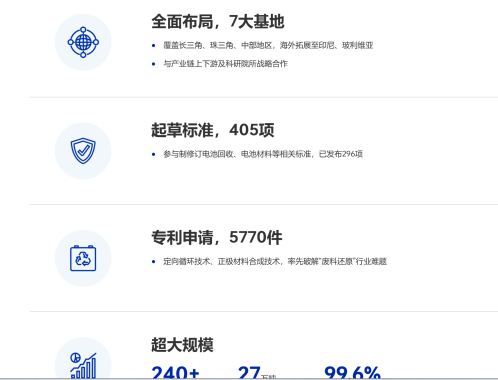 全面布局，7大基地
覆盖长三角、珠三角、中部地区，海外拓展至印尼、玻利维亚
与产业链上下游及科研院所战略合作
起草标准，405项
参与制修订电池回收、电池材料等相关标准，已发布296项
专利申请，5770件
定向循环技术、正极材料合成技术，率先破解“废料还原”行业难题
超大规模
240+ 27万吨 99.6%